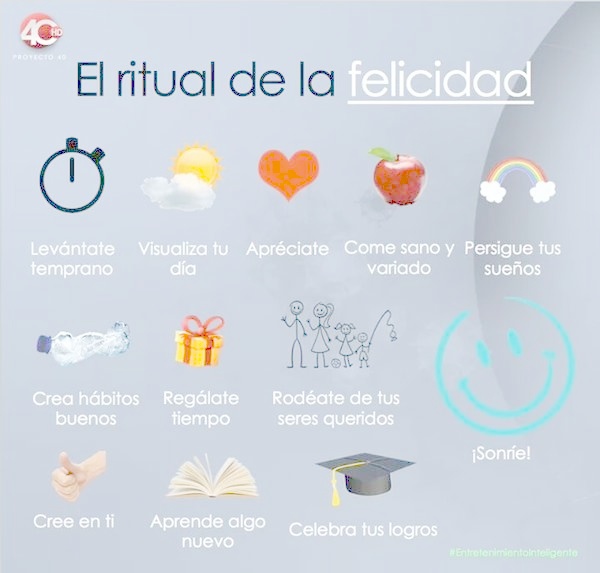 4C HD
PROYECTO 40
El ritual de la felicidad
Levántate
temprano
Visualiza tu
día
Apréciate
Come sano y
variado
Persigue tus
sueños
Crea hábitos
buenos
Regálate
tiempo
Rodéate de tus
seres queridos
¡Sonríe!
Cree en ti
Aprende algo
nuevo
Celebra tus logros
#EntretenimientoInteligente